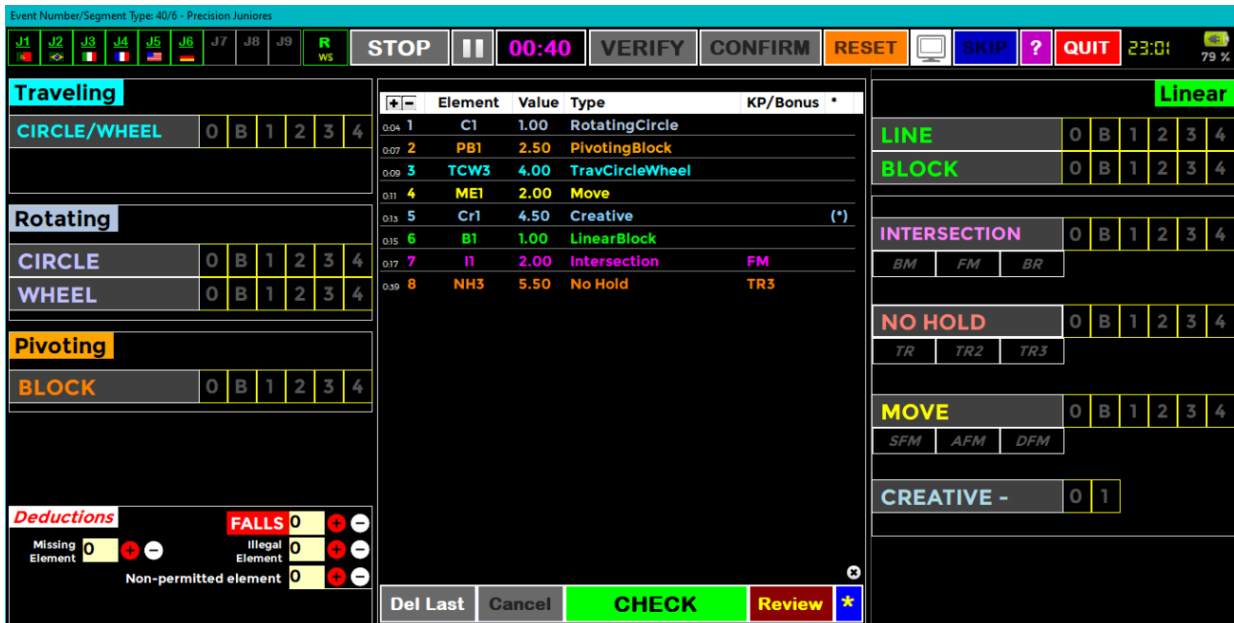 Event Number/Segment Type: 40/6 - Precision Juniores
J1 J2 J3 J4 J5 J6 J7 J8 J9 R WS STOP 00:40 VERIFY CONFIRM RESET SKIP ? QUIT 23:01 79 %
Traveling
CIRCLE/WHEEL 0 B 1 2 3 4
Rotating
CIRCLE 0 B 1 2 3 4
WHEEL 0 B 1 2 3 4
Pivoting
BLOCK 0 B 1 2 3 4
Deductions
FALLS 0 + −
Missing Element 0 + −
Illegal Element 0 + −
Non-permitted element 0 + −
+ − Element Value Type KP/Bonus *
0:04 1 C1 1.00 RotatingCircle
0:07 2 PB1 2.50 PivotingBlock
0:09 3 TCW3 4.00 TravCircleWheel
0:11 4 ME1 2.00 Move
0:13 5 Cr1 4.50 Creative (*)
0:15 6 B1 1.00 LinearBlock
0:17 7 I1 2.00 Intersection FM
0:39 8 NH3 5.50 No Hold TR3
Del Last Cancel CHECK Review *
Linear
LINE 0 B 1 2 3 4
BLOCK 0 B 1 2 3 4
INTERSECTION 0 B 1 2 3 4
BM FM BR
NO HOLD 0 B 1 2 3 4
TR TR2 TR3
MOVE 0 B 1 2 3 4
SFM AFM DFM
CREATIVE - 0 1